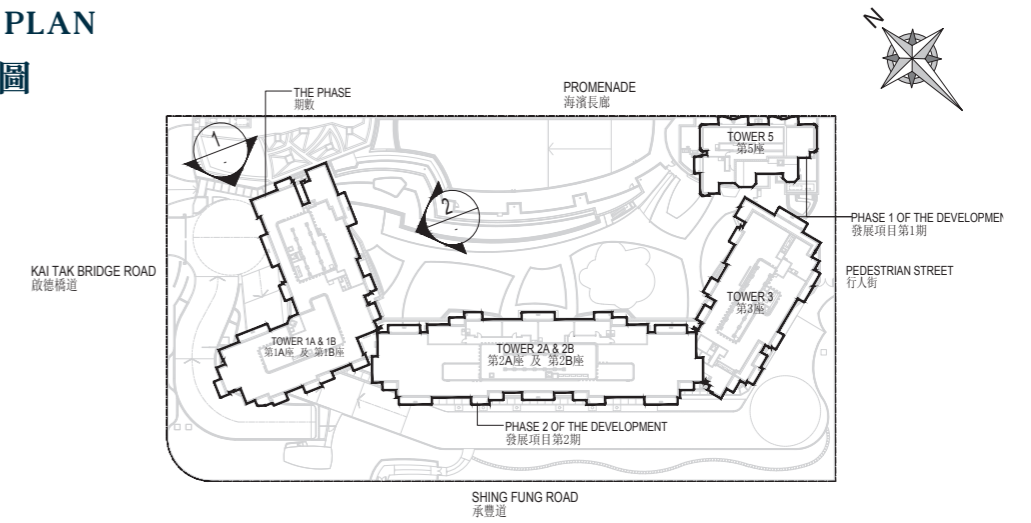 PLAN
圖
N
THE PHASE
期數
PROMENADE
海濱長廊
1
-
TOWER 5
第5座
2
-
PHASE 1 OF THE DEVELOPMEN
發展項目第1期
KAI TAK BRIDGE ROAD
啟德橋道
PEDESTRIAN STREET
行人街
TOWER 3
第3座
TOWER 1A & 1B
第1A座 及 第1B座
TOWER 2A & 2B
第2A座 及 第2B座
PHASE 2 OF THE DEVELOPMENT
發展項目第2期
SHING FUNG ROAD
承豐道